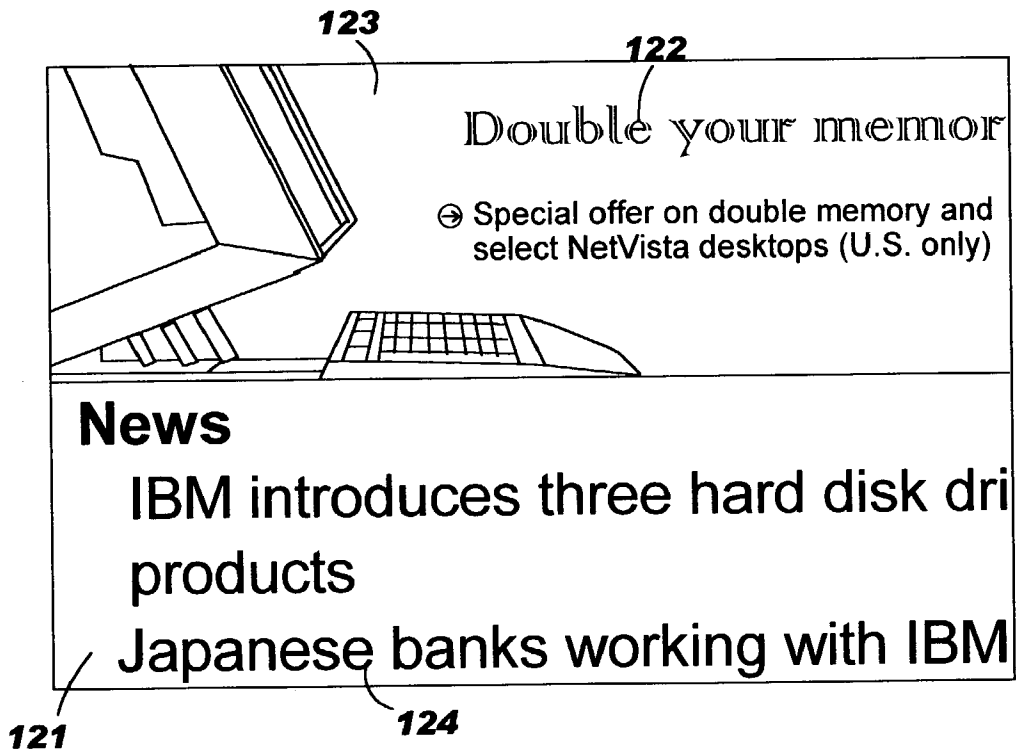 123
122
Double your memor
Special offer on double memory and
select NetVista desktops (U.S. only)
News
IBM introduces three hard disk dri
products
Japanese banks working with IBM
121
124